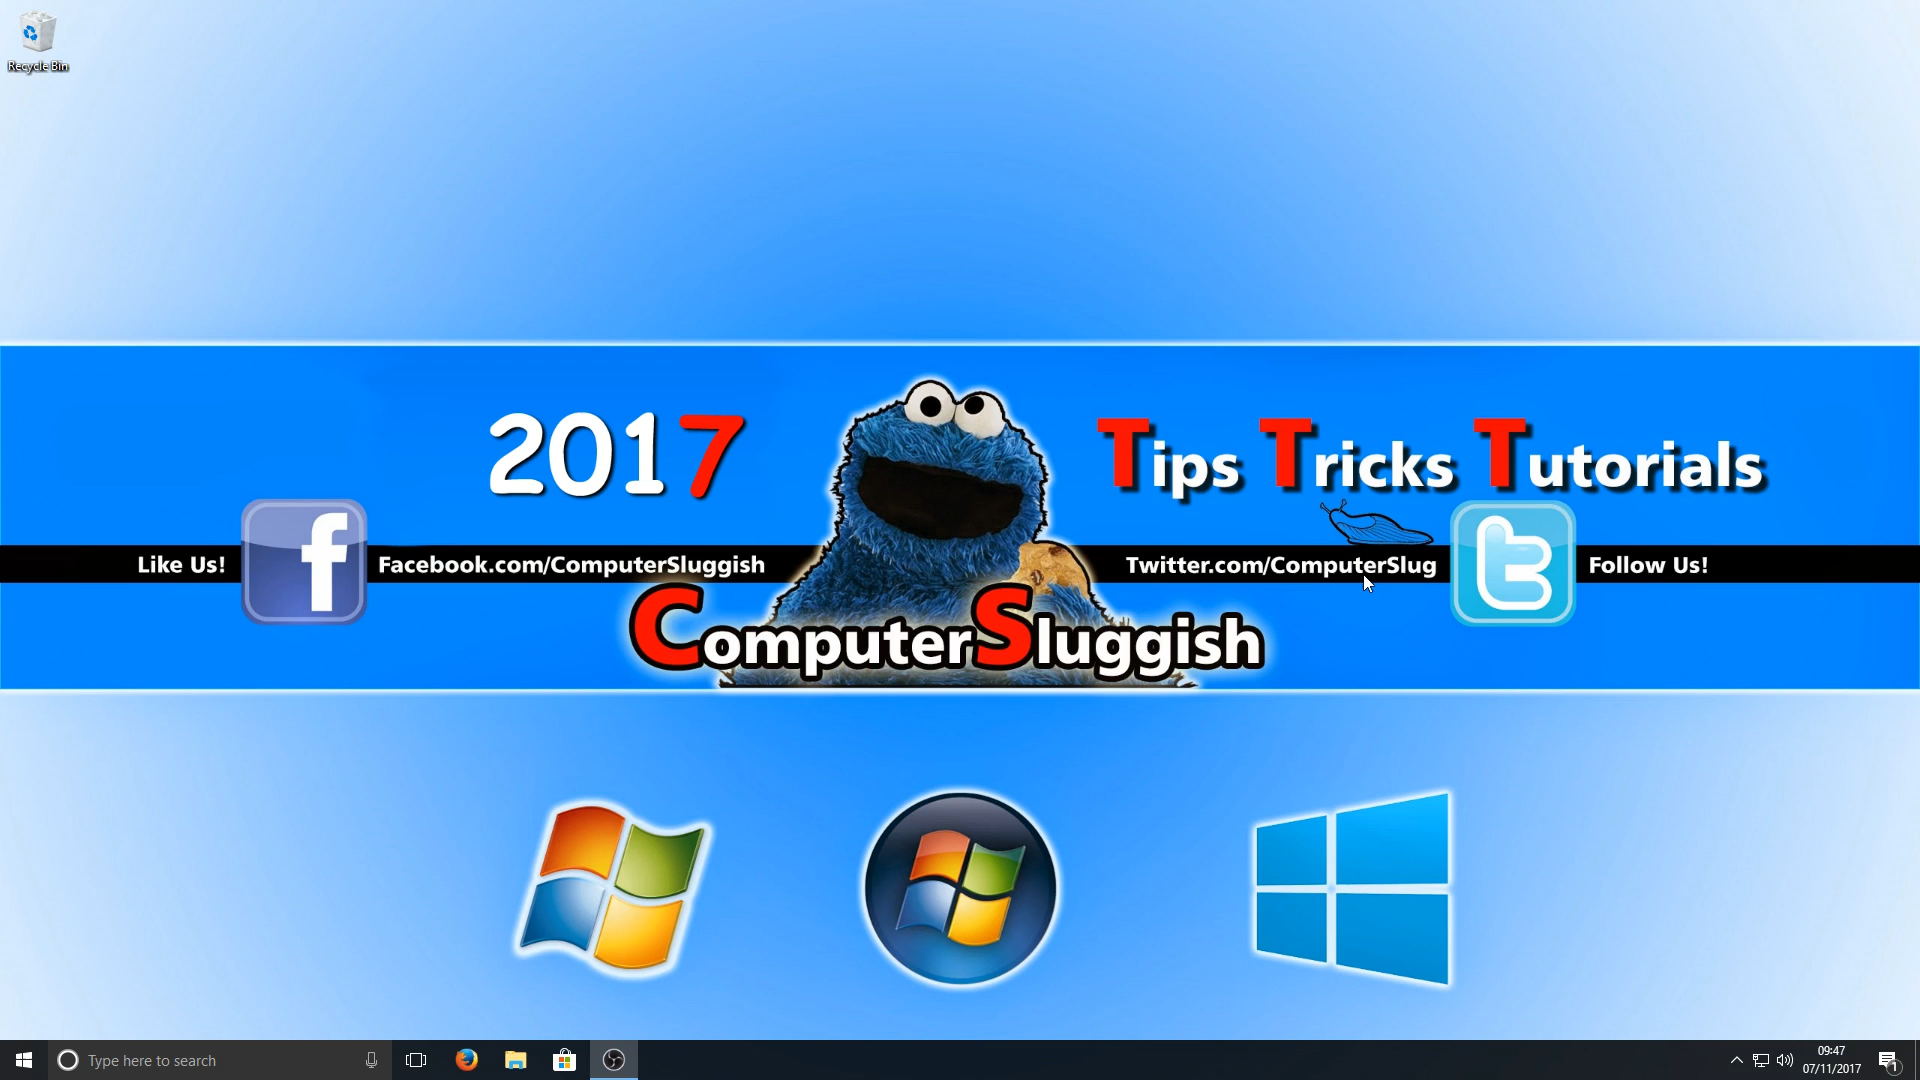 Recycle Bin
2017
Tips Tricks Tutorials
Like Us!
Facebook.com/ComputerSluggish
Twitter.com/ComputerSlug
Follow Us!
ComputerSluggish
Type here to search
09:47
07/11/2017
1